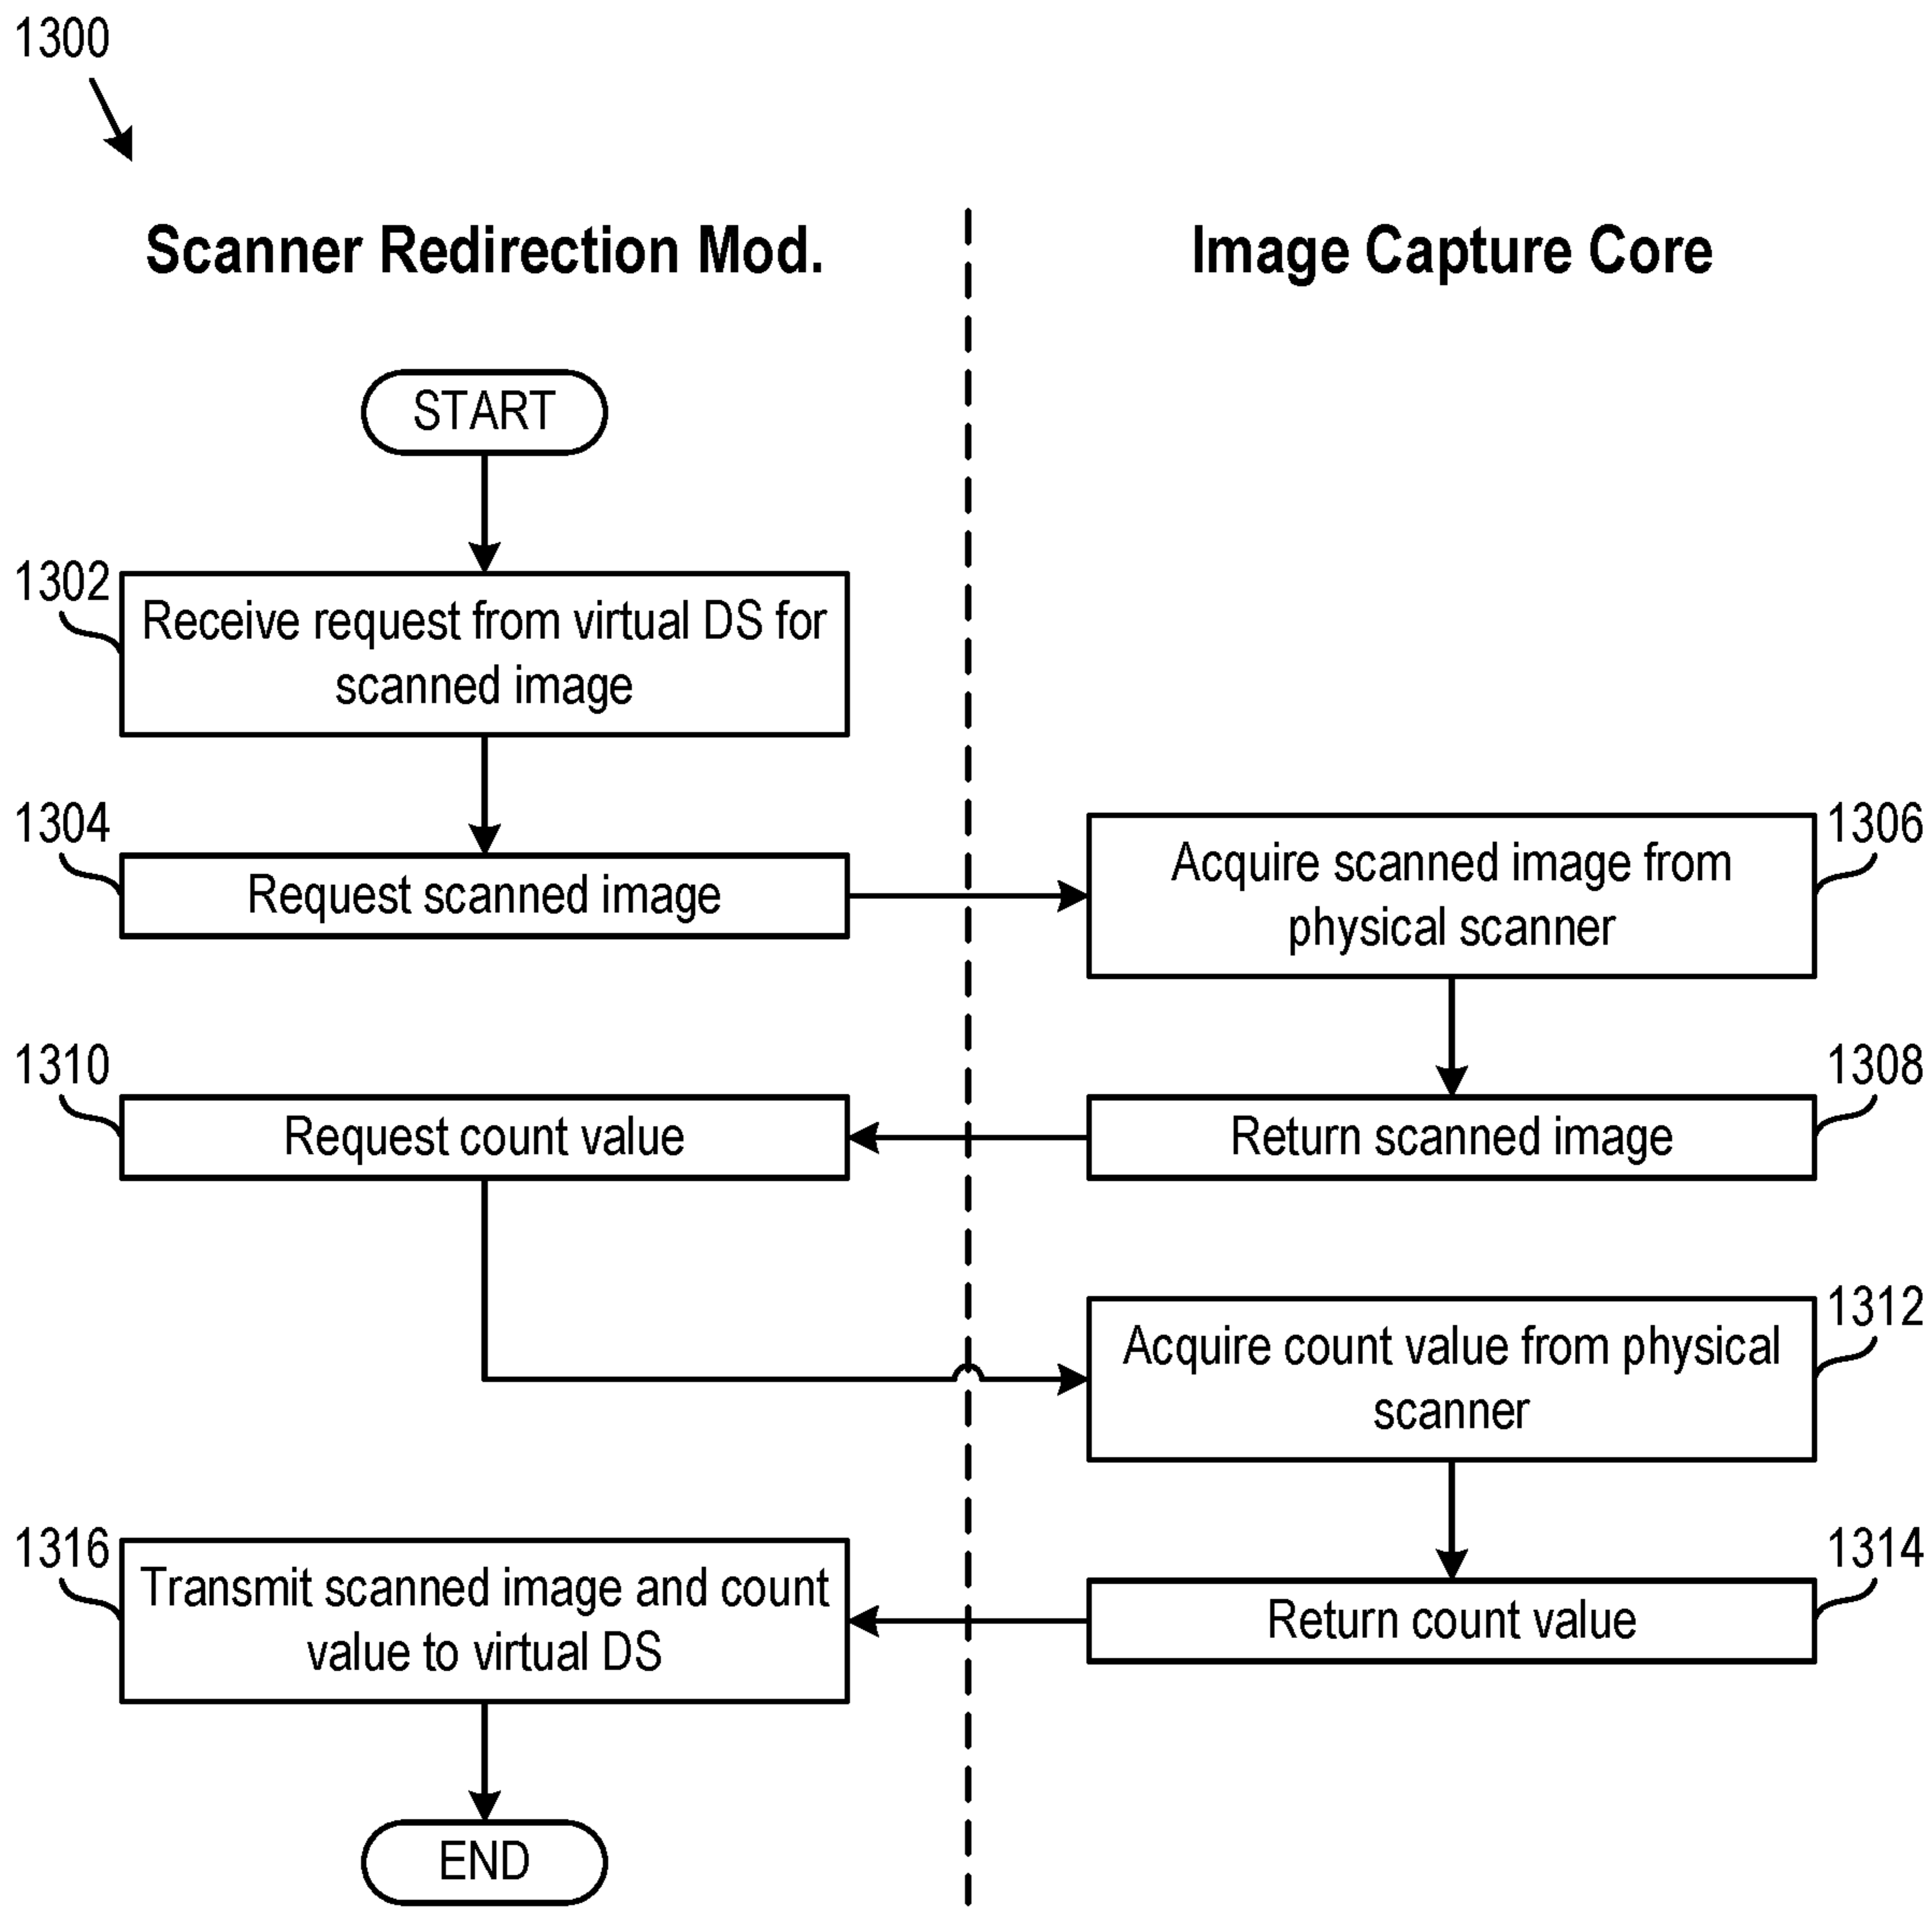 1300
Scanner Redirection Mod.
Image Capture Core
START
1302
Receive request from virtual DS for
scanned image
1304
Request scanned image
1306
Acquire scanned image from
physical scanner
1308
Return scanned image
1310
Request count value
1312
Acquire count value from physical
scanner
1314
Return count value
1316
Transmit scanned image and count
value to virtual DS
END